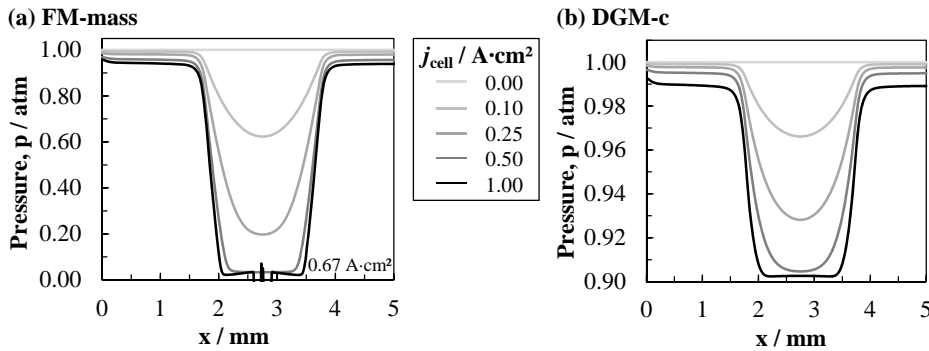 (a) FM-mass
Pressure, p / atm
1.00
0.80
0.60
0.40
0.20
0.00
0.67 A·cm²
0 1 2 3 4 5
x / mm
j_cell / A·cm²
0.00
0.10
0.25
0.50
1.00
(b) DGM-c
Pressure, p / atm
1.00
0.98
0.96
0.94
0.92
0.90
0 1 2 3 4 5
x / mm